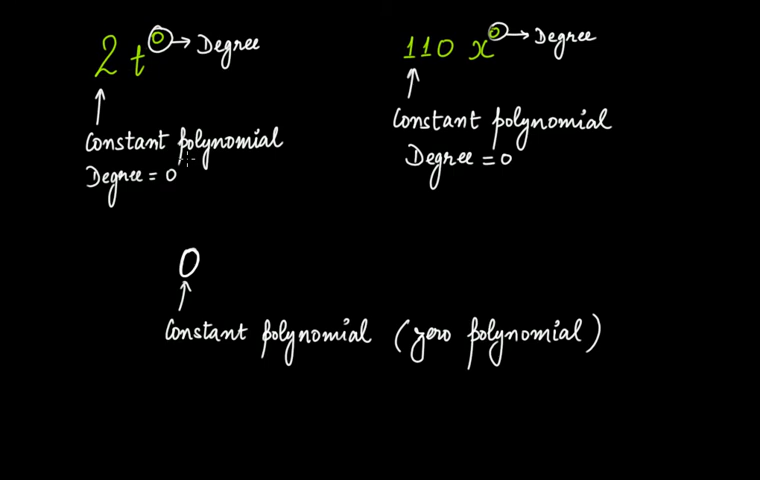 2 t⁰ → Degree
Constant polynomial
Degree = 0
110 x⁰ → Degree
Constant polynomial
Degree = 0
0
Constant polynomial (zero polynomial)